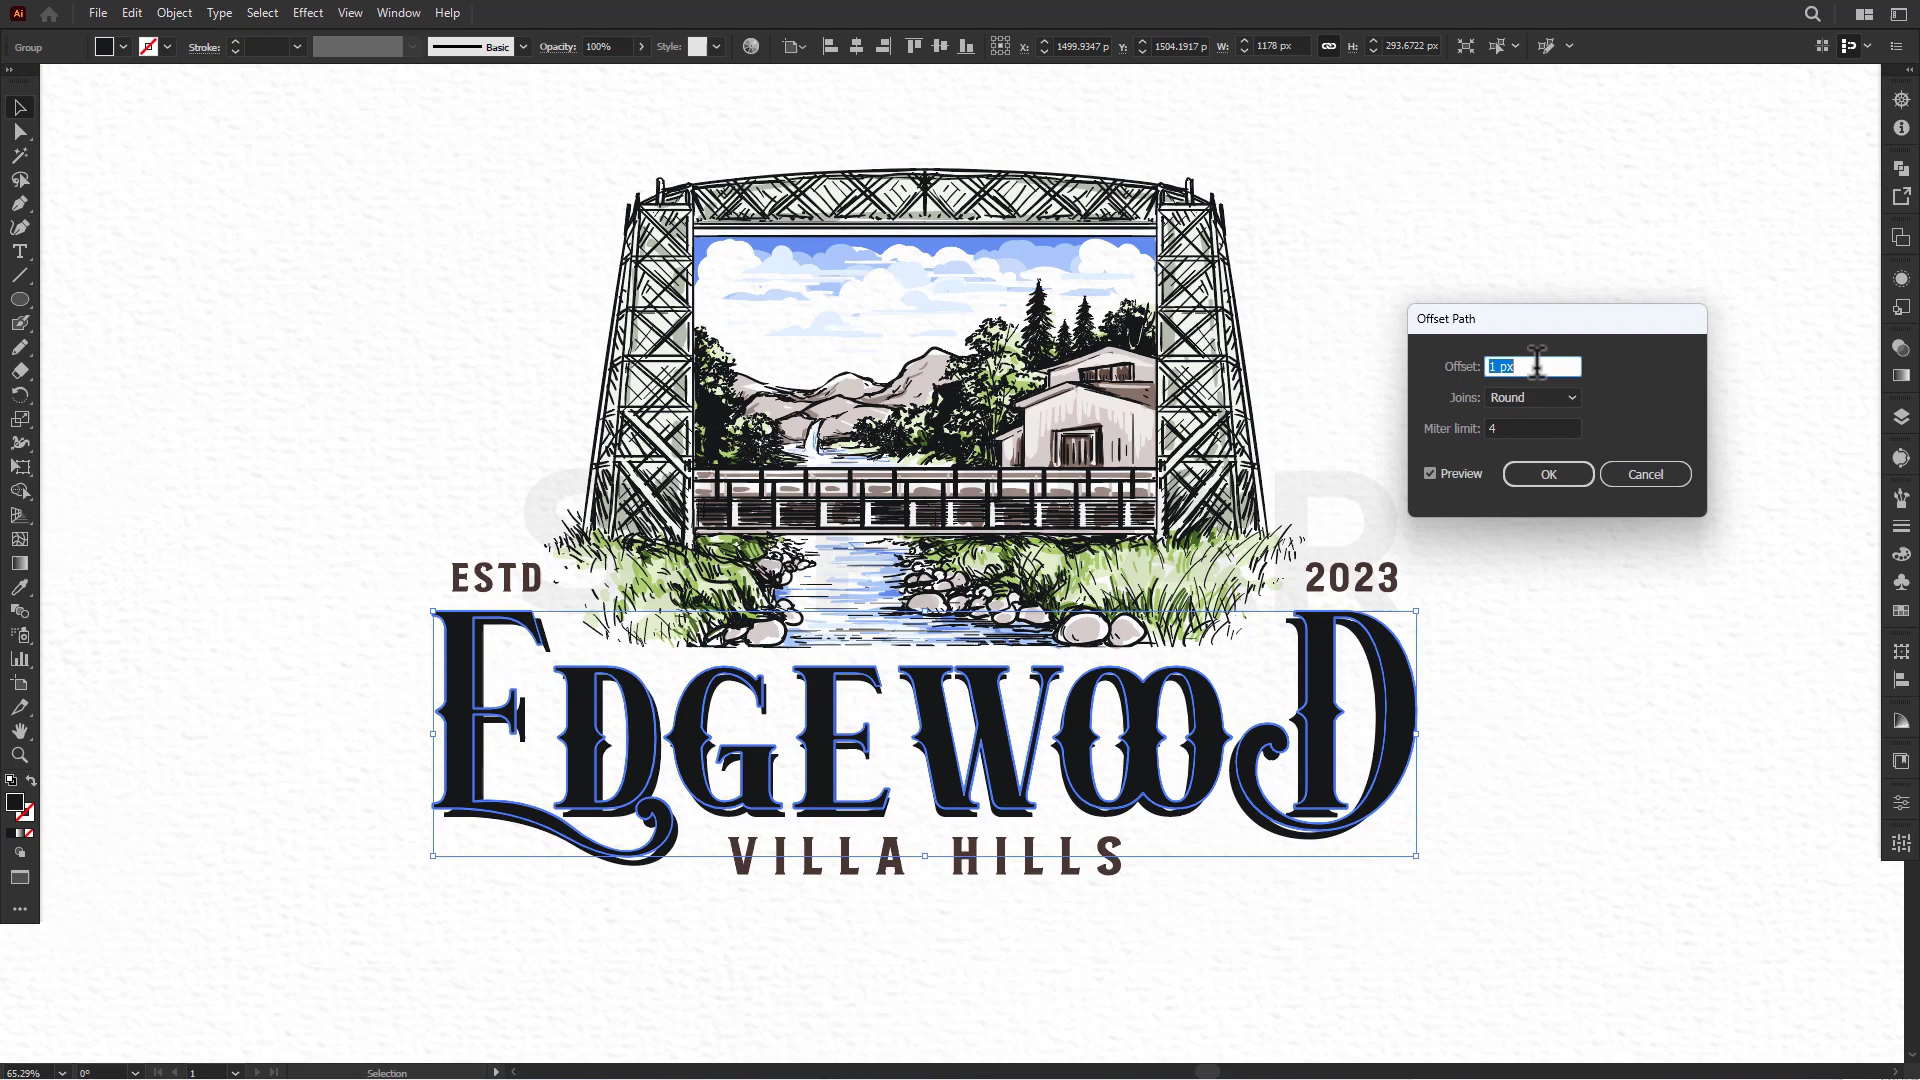 Ai File Edit Object Type Select Effect View Window Help
Group Stroke: Basic Opacity: 100% Style: X: 1499.9347 p Y: 1504.1917 p W: 1178 px H: 293.6722 px
Offset Path
Offset: 1 px
Joins: Round
Miter limit: 4
Preview OK Cancel
ESTD 2023
EDGEWOOD
VILLA HILLS
65.29% 0° 1 Selection